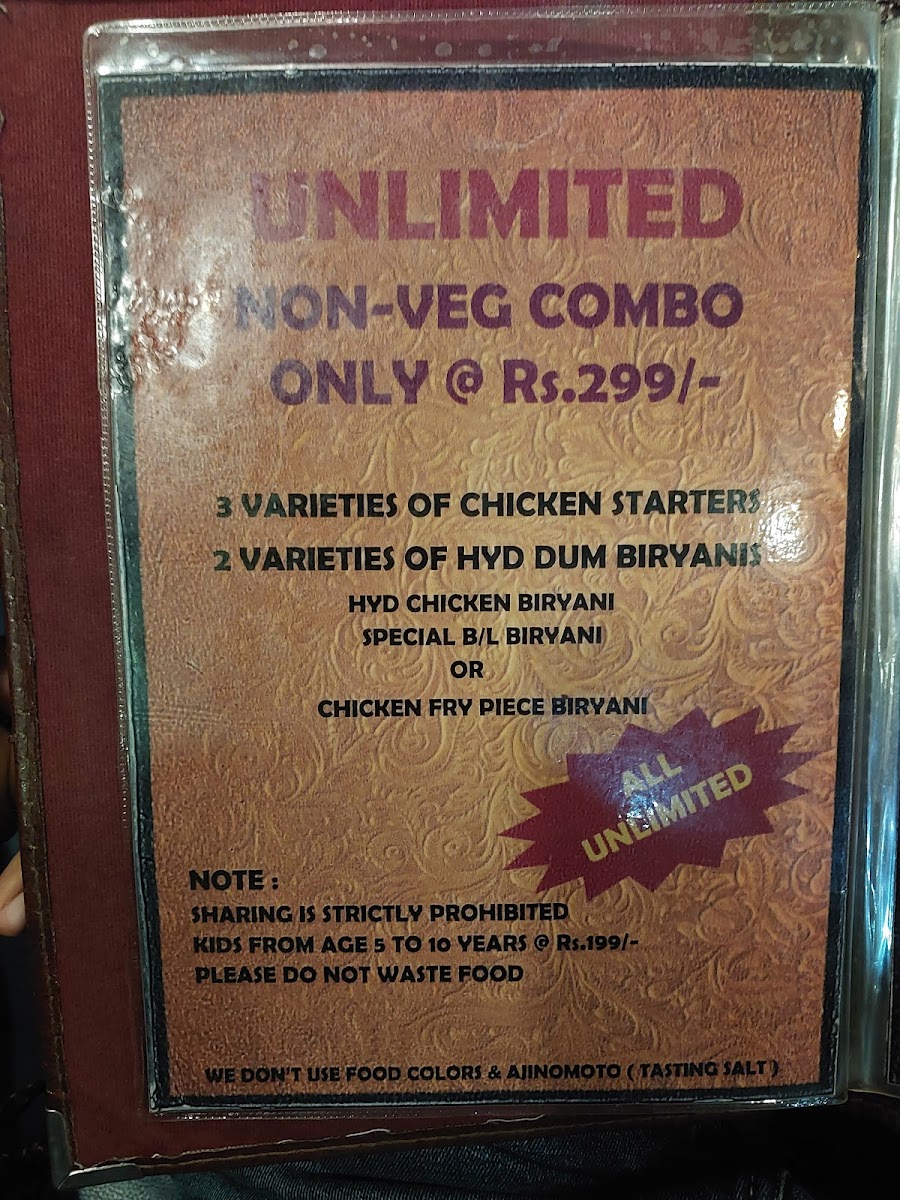 UNLIMITED
NON-VEG COMBO
ONLY @ Rs.299/-
3 VARIETIES OF CHICKEN STARTERS
2 VARIETIES OF HYD DUM BIRYANIS
HYD CHICKEN BIRYANI
SPECIAL B/L BIRYANI
OR
CHICKEN FRY PIECE BIRYANI
ALL
UNLIMITED
NOTE :
SHARING IS STRICTLY PROHIBITED
KIDS FROM AGE 5 TO 10 YEARS @ Rs.199/-
PLEASE DO NOT WASTE FOOD
WE DON'T USE FOOD COLORS & AJINOMOTO ( TASTING SALT )